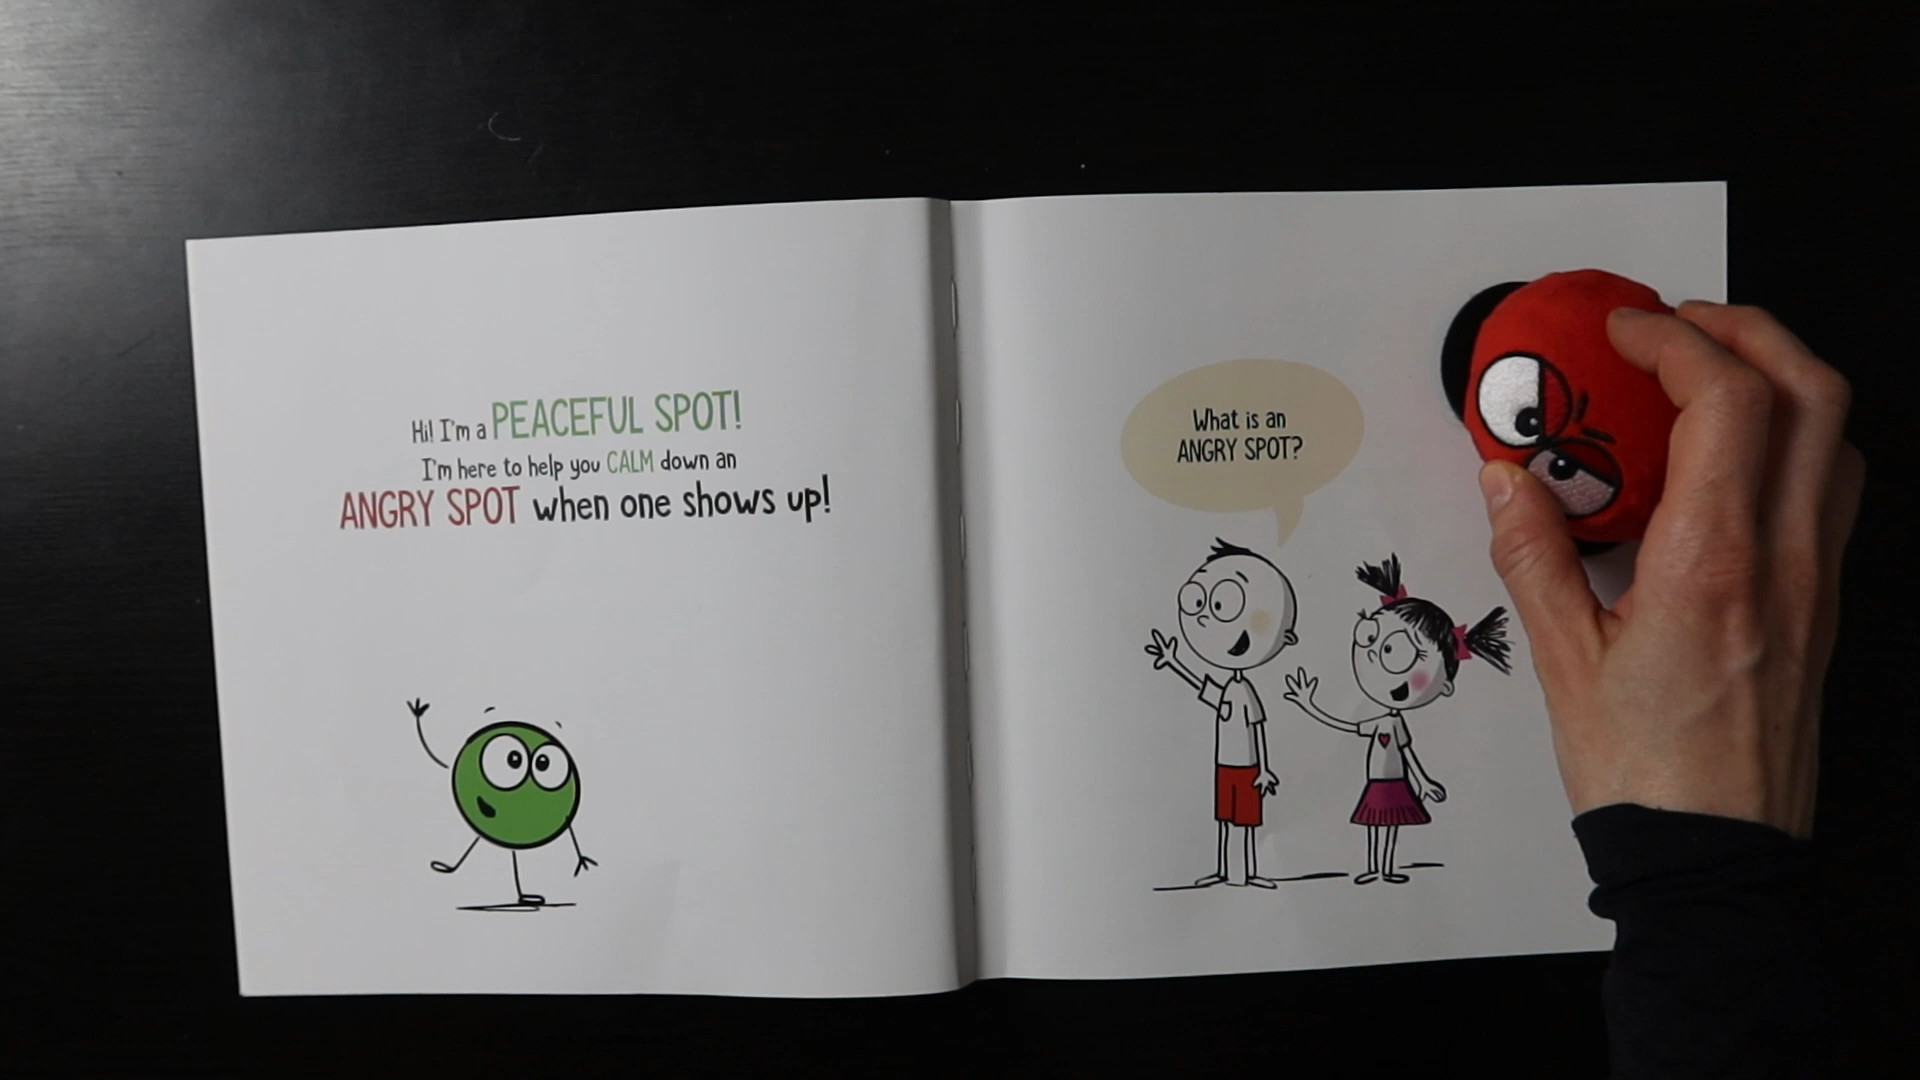 Hi! I'm a PEACEFUL SPOT!
I'm here to help you CALM down an
ANGRY SPOT when one shows up!
What is an
ANGRY SPOT?